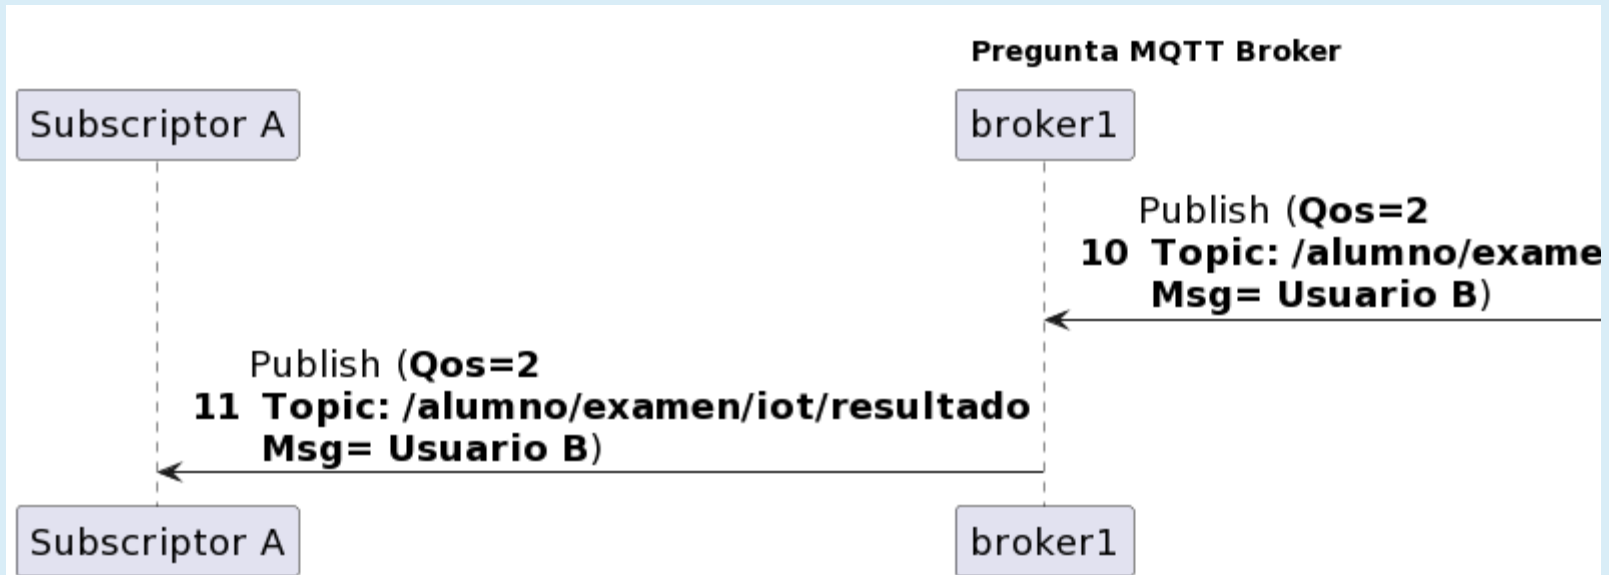 Pregunta MQTT Broker
Subscriptor A
broker1
Publish (Qos=2
10 Topic: /alumno/exame
Msg= Usuario B)
Publish (Qos=2
11 Topic: /alumno/examen/iot/resultado
Msg= Usuario B)
Subscriptor A
broker1